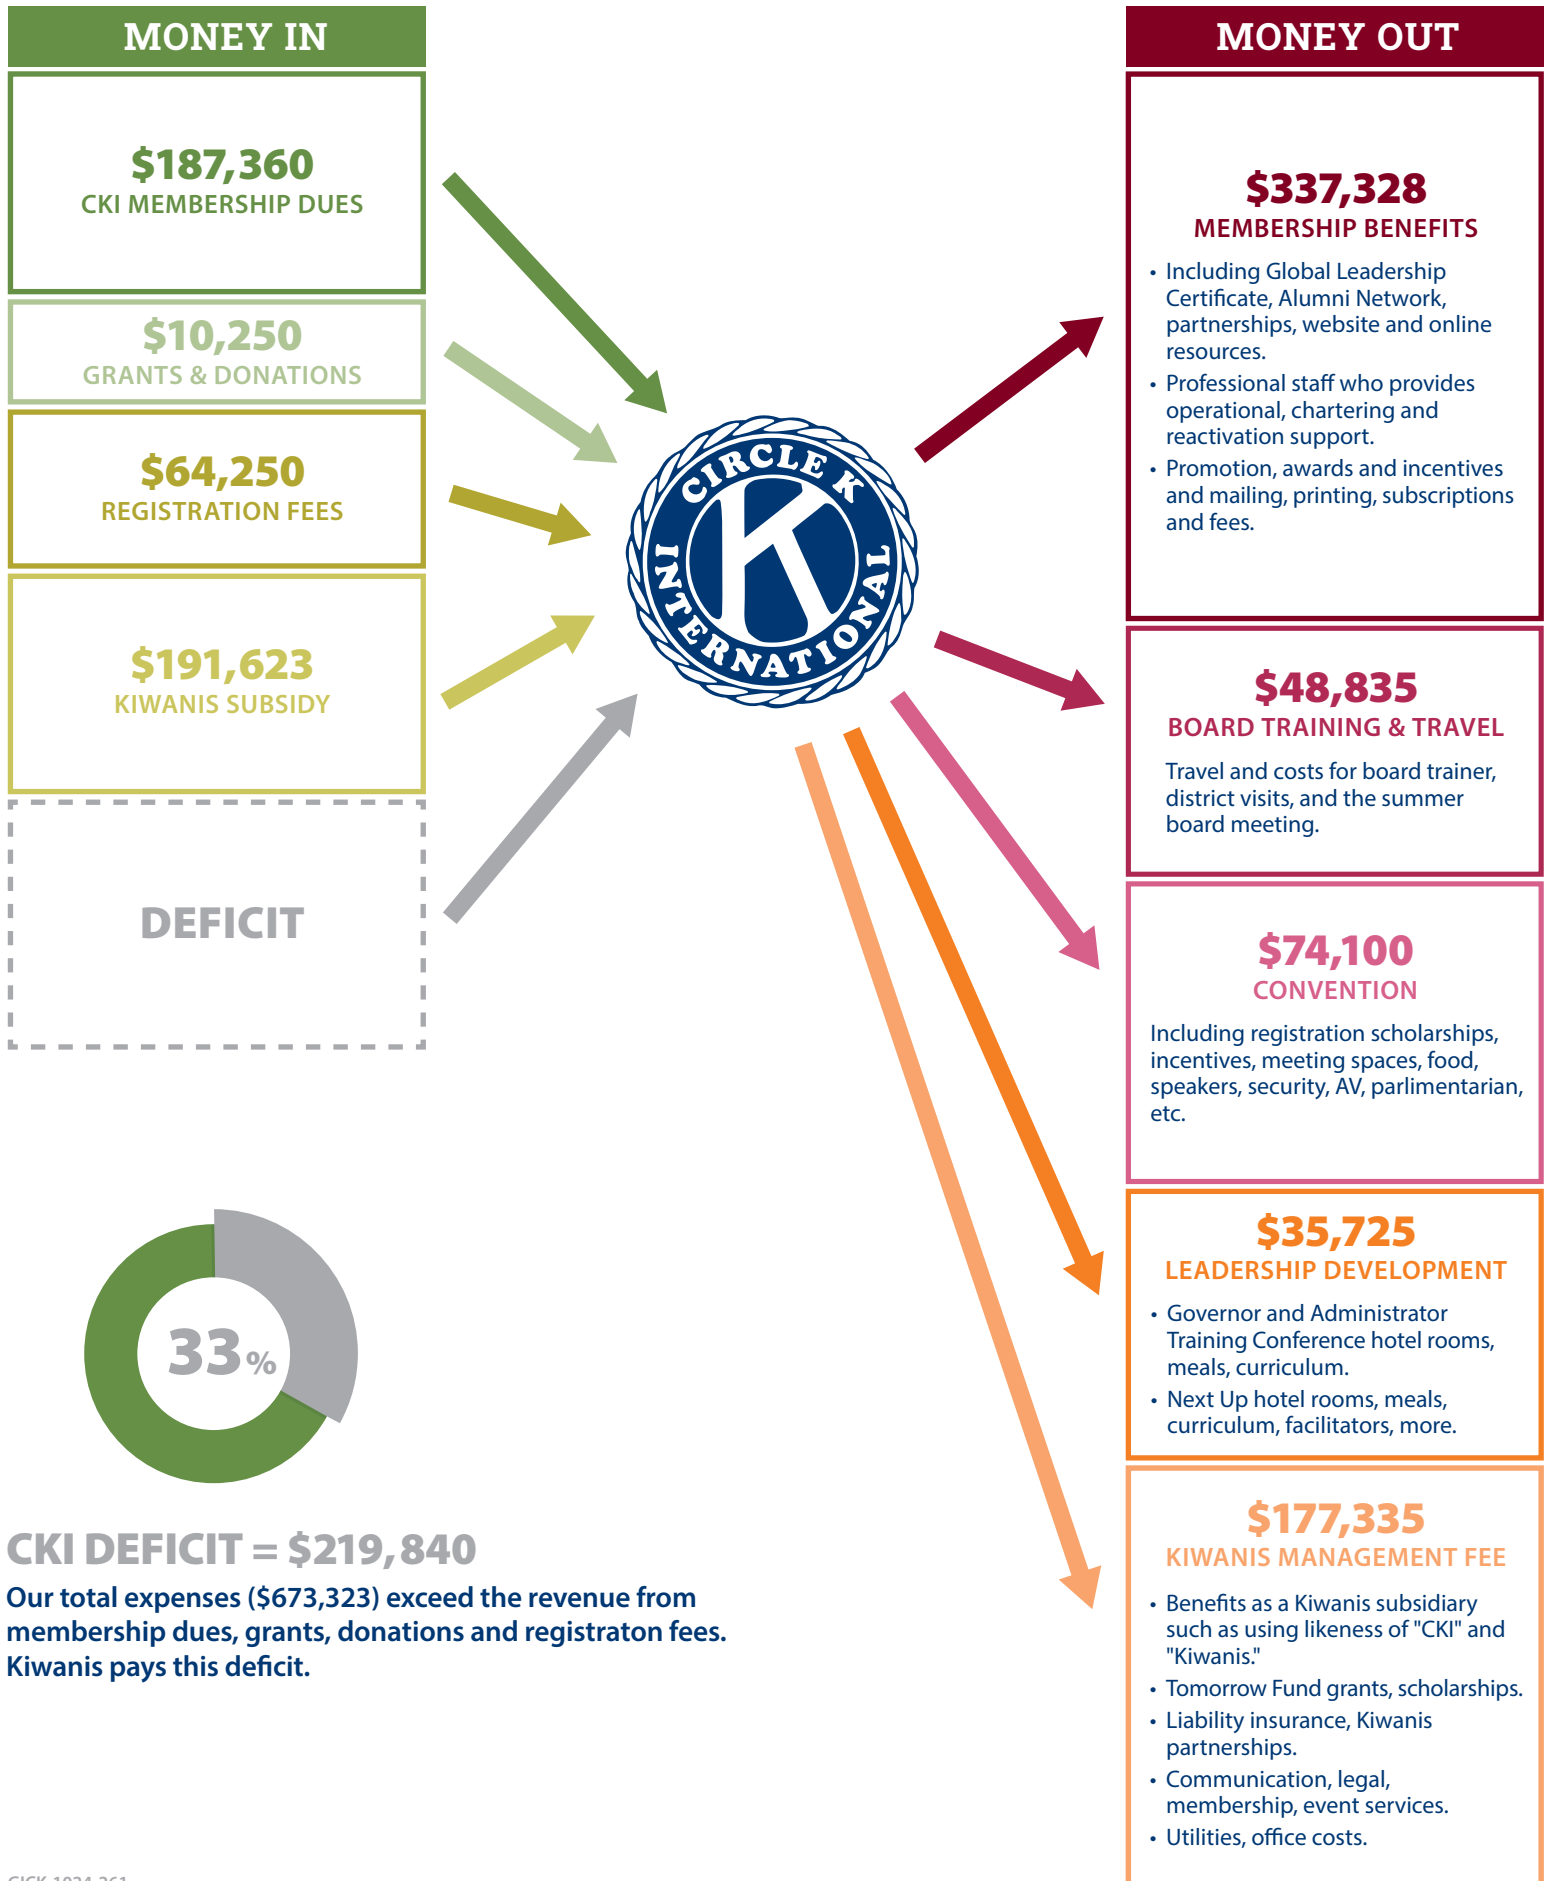 MONEY IN
$187,360
CKI MEMBERSHIP DUES
$10,250
GRANTS & DONATIONS
$64,250
REGISTRATION FEES
$191,623
KIWANIS SUBSIDY
DEFICIT
CIRCLE K
INTERNATIONAL
K
MONEY OUT
$337,328
MEMBERSHIP BENEFITS
• Including Global Leadership
Certificate, Alumni Network,
partnerships, website and online
resources.
• Professional staff who provides
operational, chartering and
reactivation support.
• Promotion, awards and incentives
and mailing, printing, subscriptions
and fees.
$48,835
BOARD TRAINING & TRAVEL
Travel and costs for board trainer,
district visits, and the summer
board meeting.
$74,100
CONVENTION
Including registration scholarships,
incentives, meeting spaces, food,
speakers, security, AV, parlimentarian,
etc.
$35,725
LEADERSHIP DEVELOPMENT
• Governor and Administrator
Training Conference hotel rooms,
meals, curriculum.
• Next Up hotel rooms, meals,
curriculum, facilitators, more.
$177,335
KIWANIS MANAGEMENT FEE
• Benefits as a Kiwanis subsidiary
such as using likeness of "CKI" and
"Kiwanis."
• Tomorrow Fund grants, scholarships.
• Liability insurance, Kiwanis
partnerships.
• Communication, legal,
membership, event services.
• Utilities, office costs.
33%
CKI DEFICIT = $219,840
Our total expenses ($673,323) exceed the revenue from
membership dues, grants, donations and registraton fees.
Kiwanis pays this deficit.